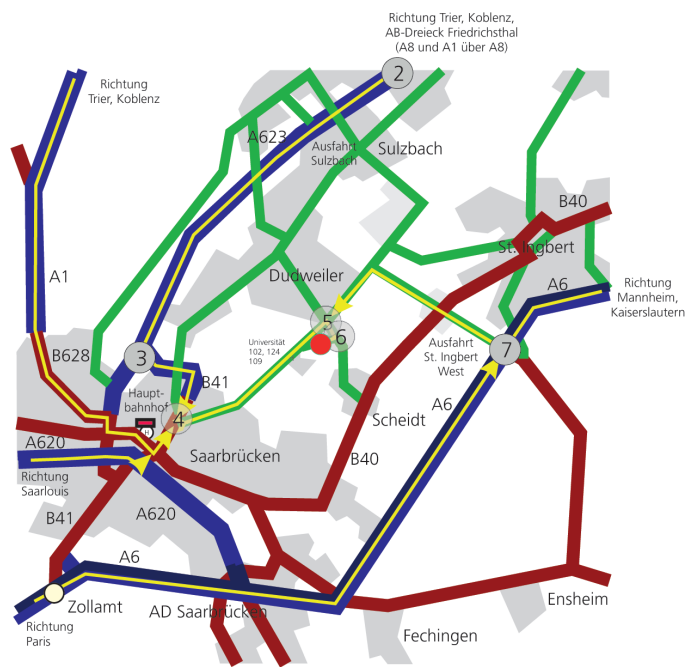 Richtung Trier, Koblenz,
AB-Dreieck Friedrichsthal
(A8 und A1 über A8)
2
Richtung
Trier, Koblenz
A623
Ausfahrt
Sulzbach
Sulzbach
B40
St. Ingbert
A1
Dudweiler
A6
Richtung
Mannheim,
Kaiserslautern
5
6
Universität
102, 124
109
Ausfahrt
St. Ingbert
West
7
B628
3
B41
Haupt-
bahnhof
H
4
A6
Scheidt
A620
Saarbrücken
B40
Richtung
Saarlouis
B41
A620
A6
Zollamt
AD Saarbrücken
Ensheim
Richtung
Paris
Fechingen